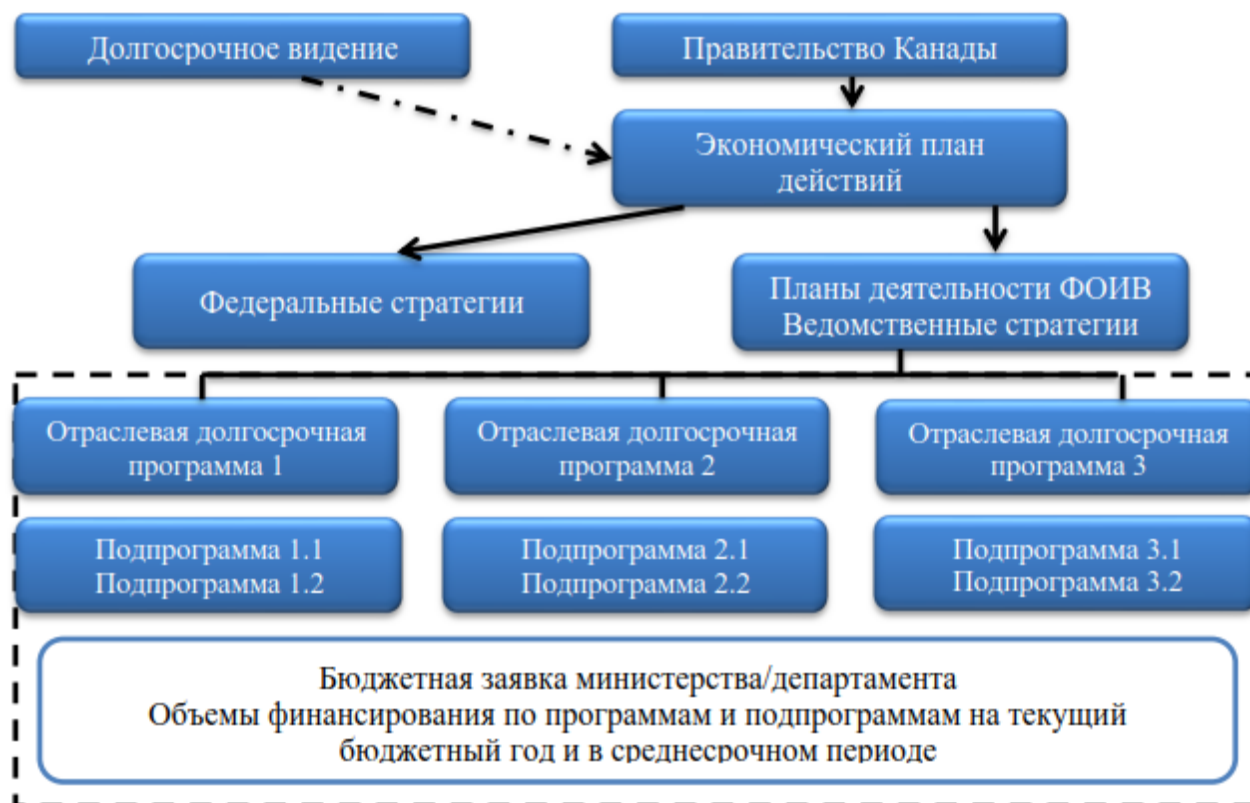 Долгосрочное видение
Правительство Канады
Экономический план
действий
Федеральные стратегии
Планы деятельности ФОИВ
Ведомственные стратегии
Отраслевая долгосрочная
программа 1
Отраслевая долгосрочная
программа 2
Отраслевая долгосрочная
программа 3
Подпрограмма 1.1
Подпрограмма 1.2
Подпрограмма 2.1
Подпрограмма 2.2
Подпрограмма 3.1
Подпрограмма 3.2
Бюджетная заявка министерства/департамента
Объемы финансирования по программам и подпрограммам на текущий
бюджетный год и в среднесрочном периоде